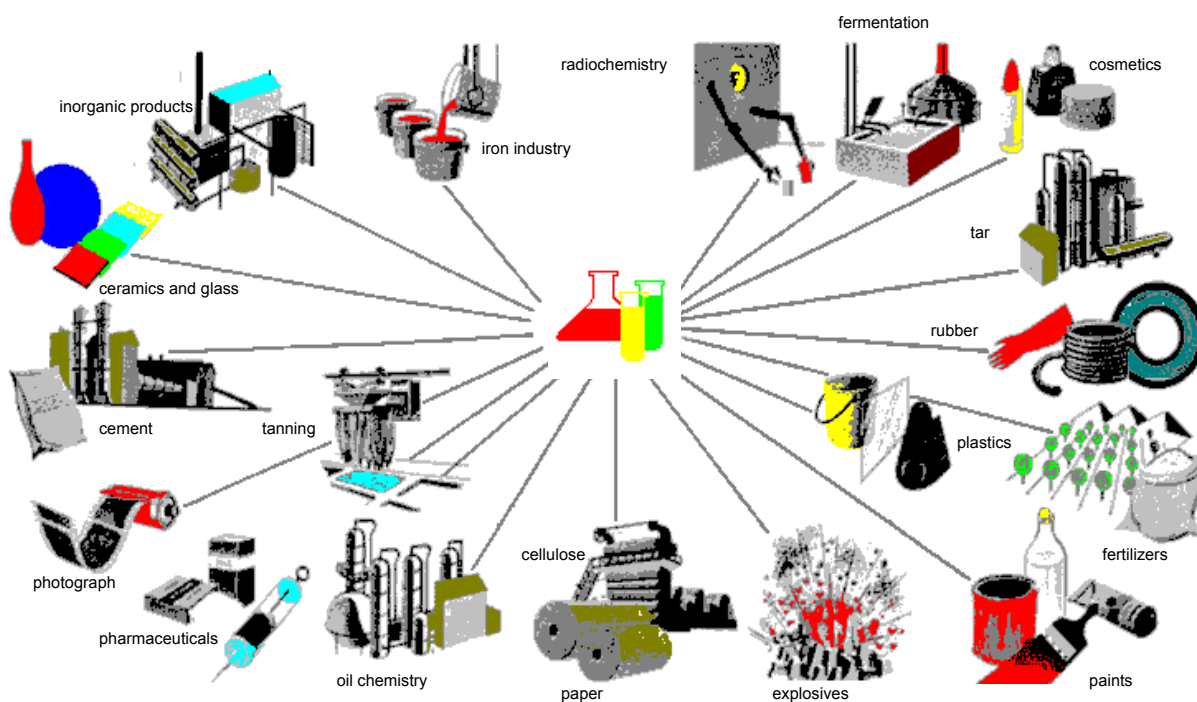 fermentation
radiochemistry
cosmetics
inorganic products
iron industry
tar
ceramics and glass
rubber
cement
tanning
plastics
photograph
cellulose
fertilizers
pharmaceuticals
oil chemistry
paper
explosives
paints